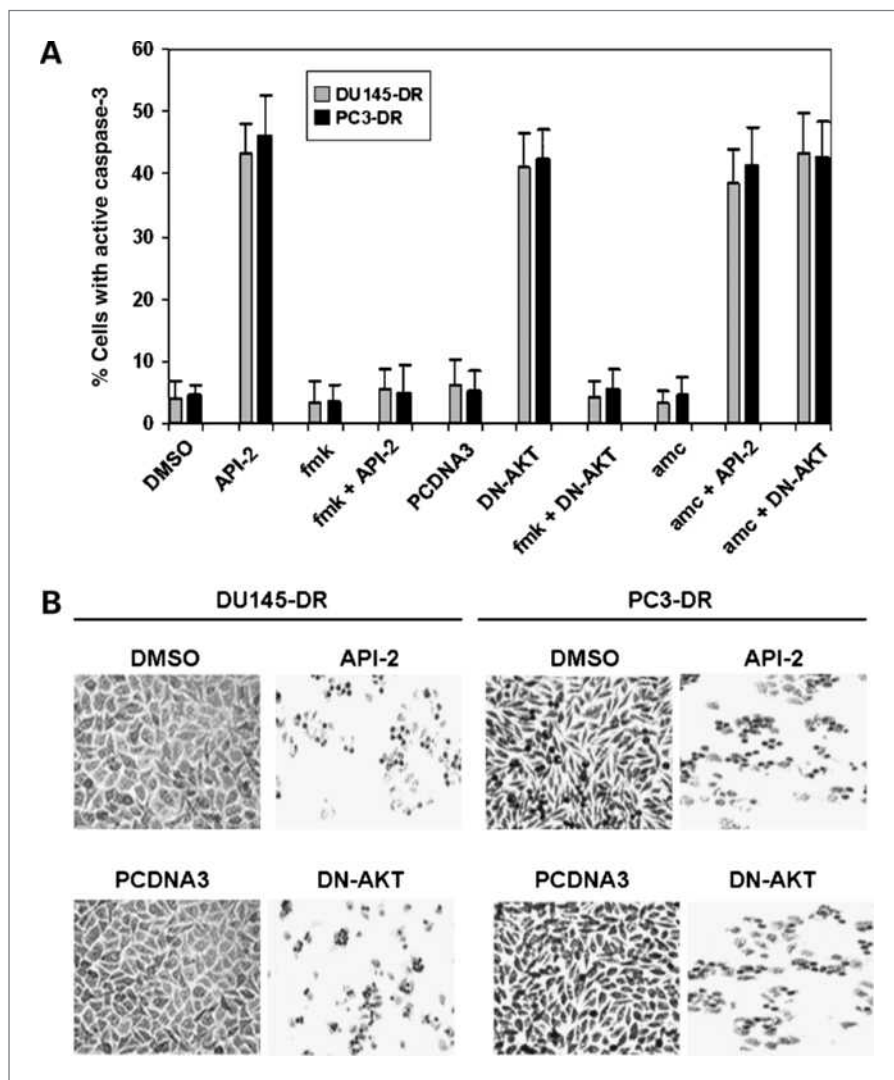 A
60
50
40
30
20
10
0
% Cells with active caspase-3
DU145-DR
PC3-DR
DMSO
API-2
fmk
fmk + API-2
PCDNA3
DN-AKT
fmk + DN-AKT
amc
amc + API-2
amc + DN-AKT
B
DU145-DR PC3-DR
DMSO API-2 DMSO API-2
PCDNA3 DN-AKT PCDNA3 DN-AKT